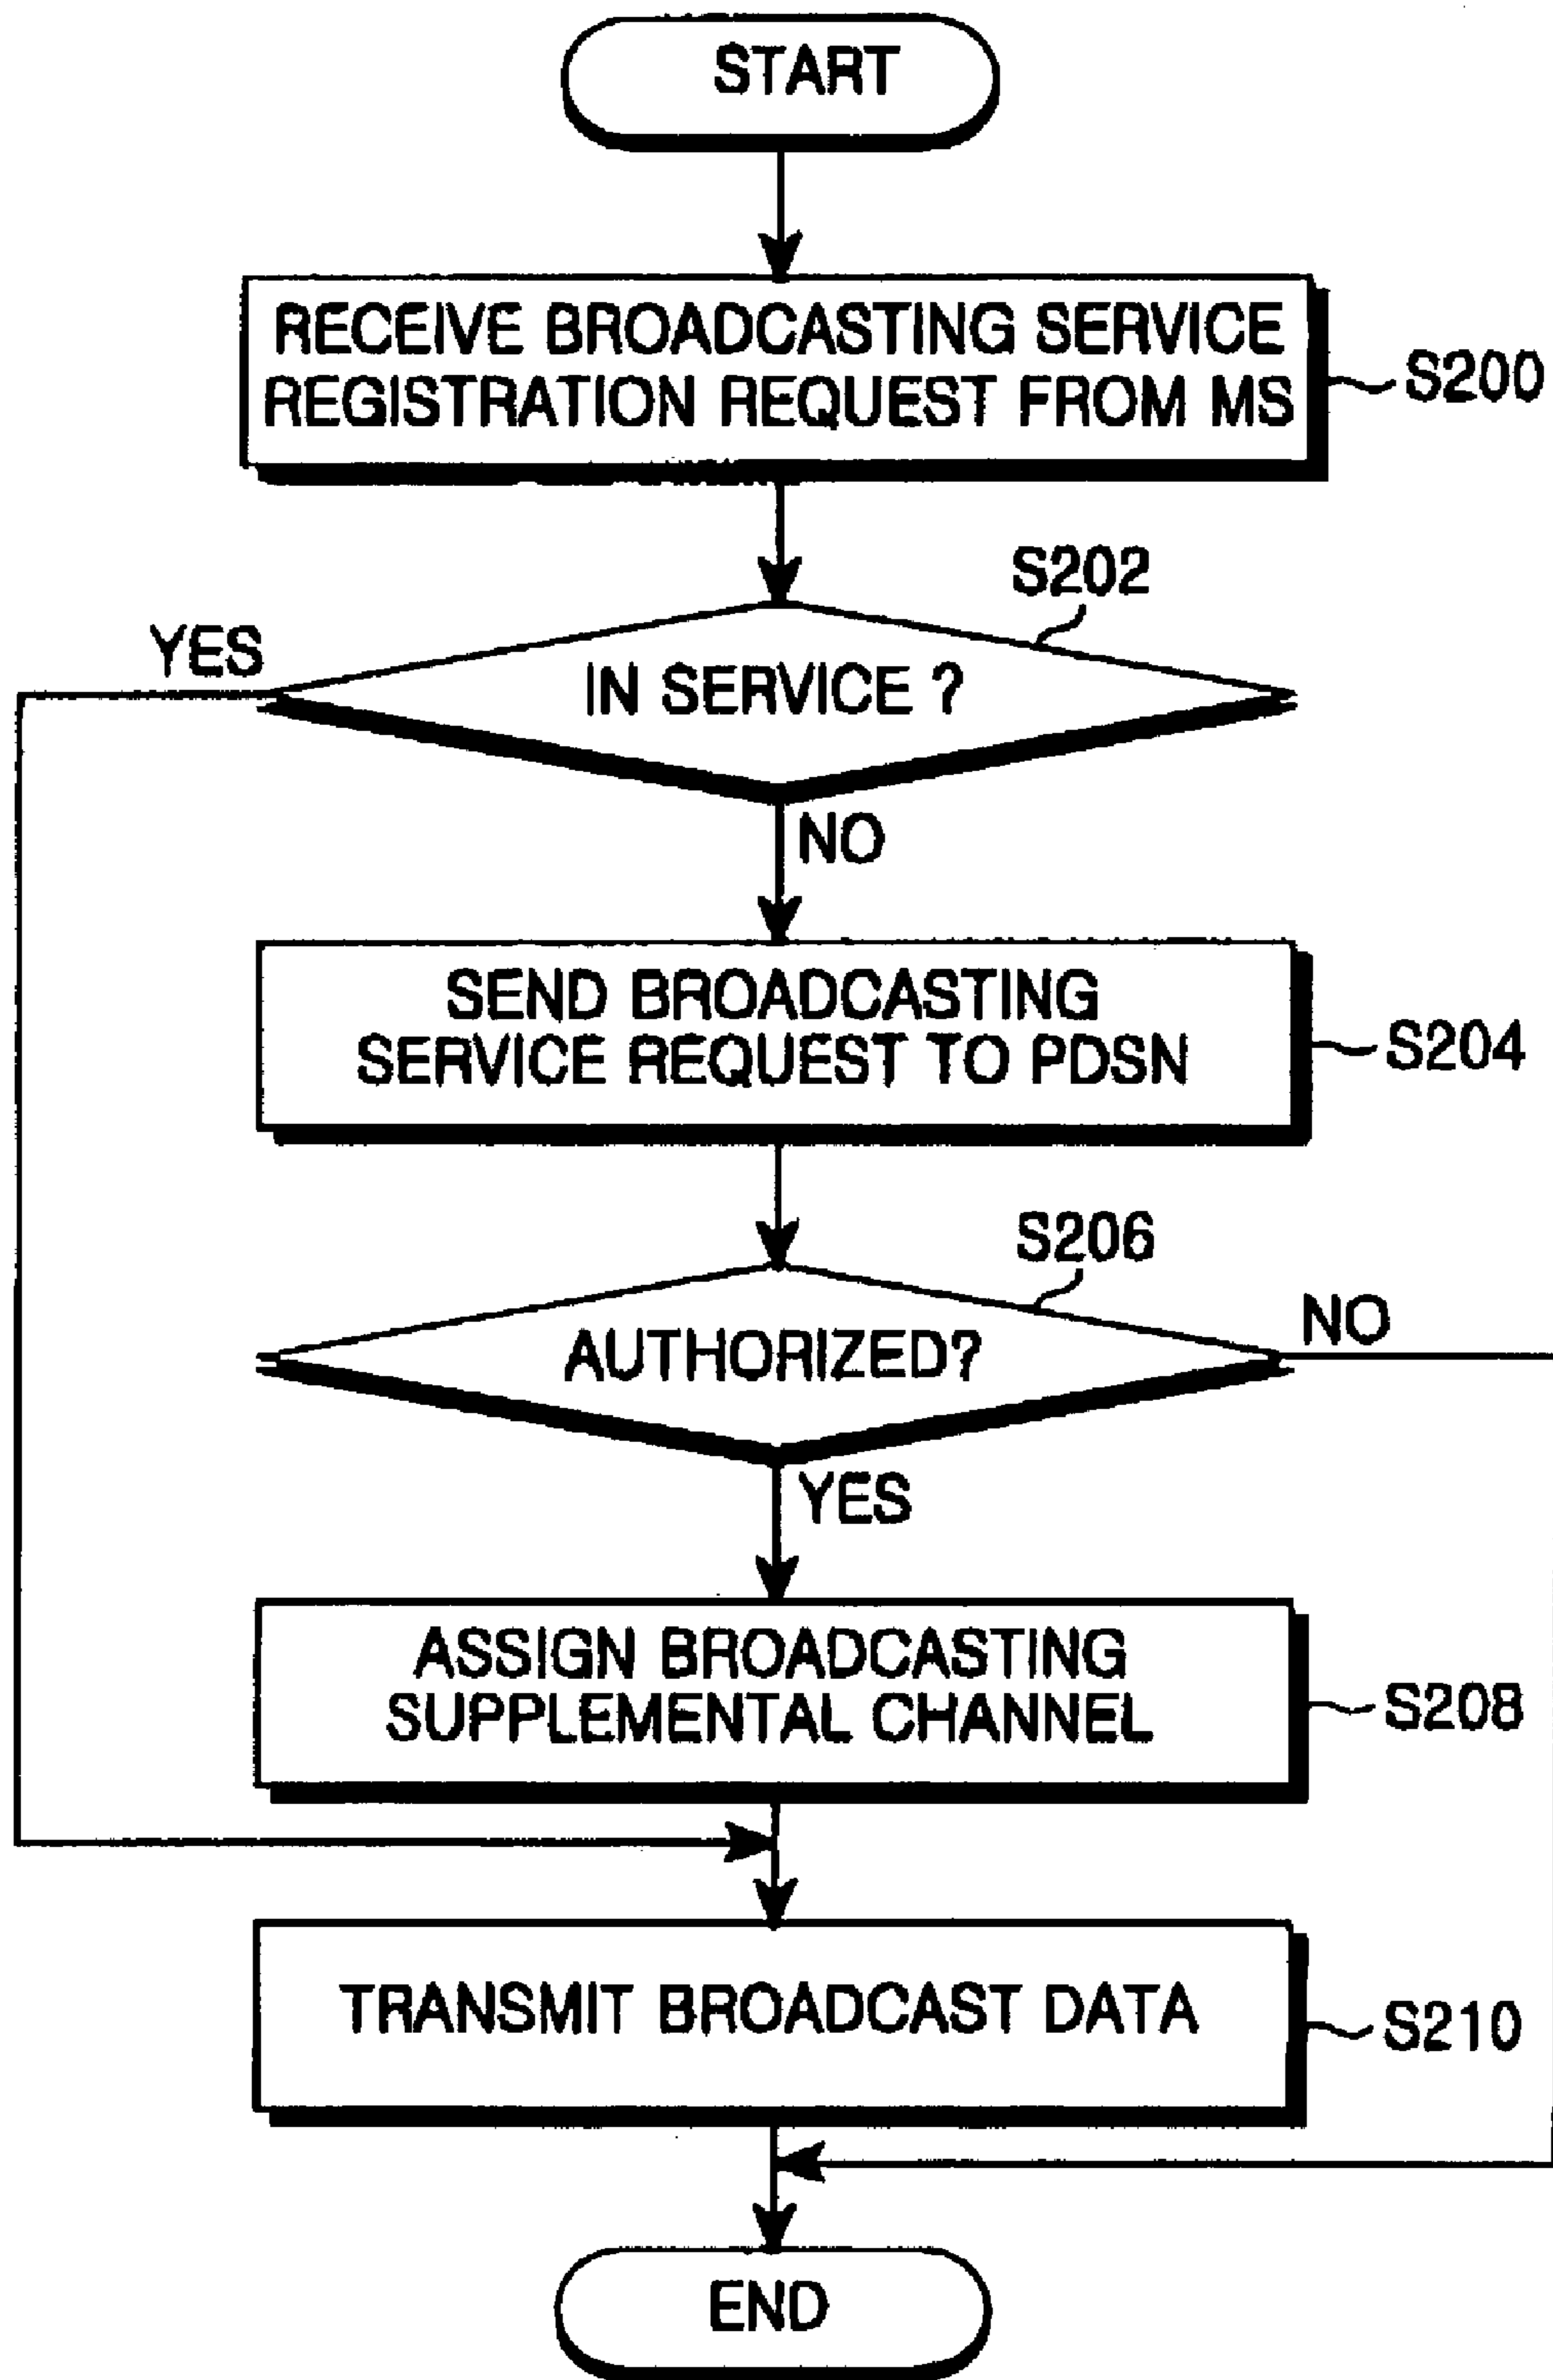 START
RECEIVE BROADCASTING SERVICE
REGISTRATION REQUEST FROM MS
S200
S202
YES
IN SERVICE ?
NO
SEND BROADCASTING
SERVICE REQUEST TO PDSN
S204
S206
NO
AUTHORIZED?
YES
ASSIGN BROADCASTING
SUPPLEMENTAL CHANNEL
S208
TRANSMIT BROADCAST DATA
S210
END